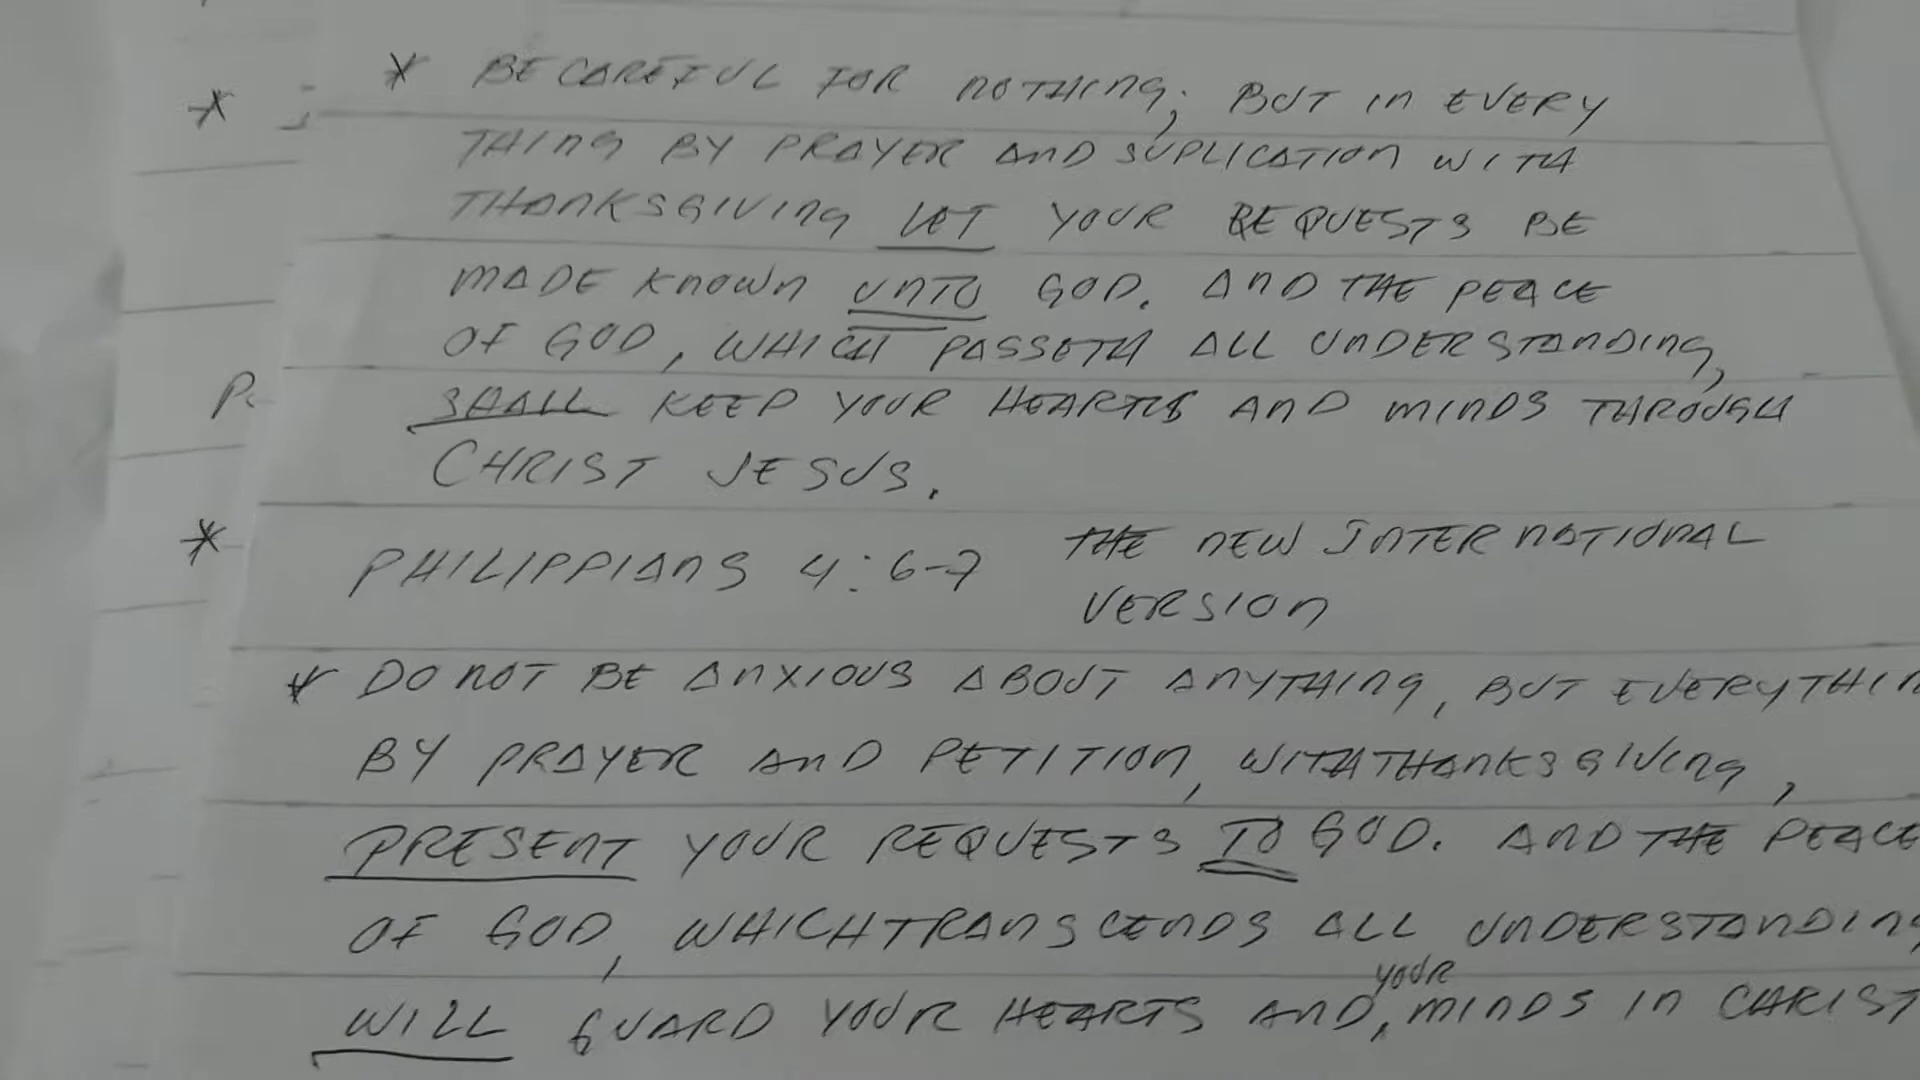 * BE CAREFUL FOR NOTHING; BUT IN EVERY
THING BY PRAYER AND SUPLICATION WITH
THANKSGIVING LET YOUR REQUESTS BE
MADE KNOWN UNTO GOD. AND THE PEACE
OF GOD, WHICH PASSETH ALL UNDERSTANDING,
SHALL KEEP YOUR HEARTS AND MINDS THROUGH
CHRIST JESUS.
PHILIPPIANS 4:6-7 THE NEW INTERNATIONAL
VERSION
* DO NOT BE ANXIOUS ABOUT ANYTHING, BUT EVERYTHIN
BY PRAYER AND PETITION, WITH THANKSGIVING,
PRESENT YOUR REQUESTS TO GOD. AND THE PEACE
OF GOD, WHICH TRANSCENDS ALL UNDERSTANDING
WILL GUARD YOUR HEARTS AND, YOUR MINDS IN CHRIST